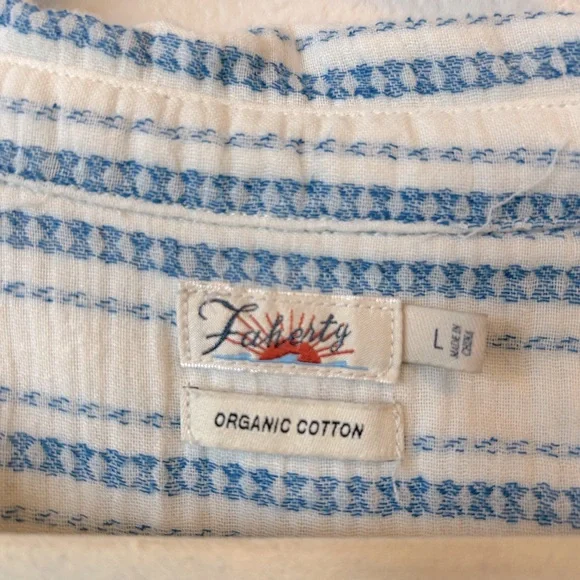 Faherty
L
MADE IN
CHINA
ORGANIC COTTON